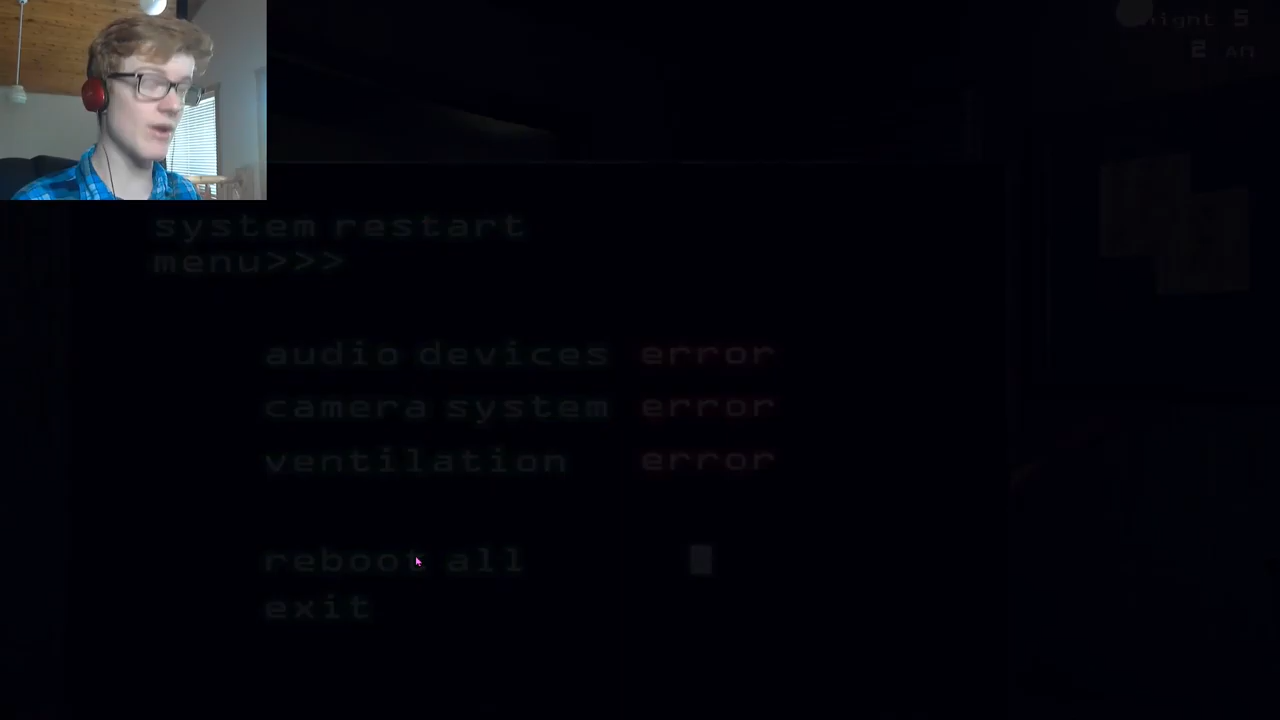 night 5
2 AM
system restart
menu>>>
audio devices error
camera system error
ventilation error
reboot all
exit